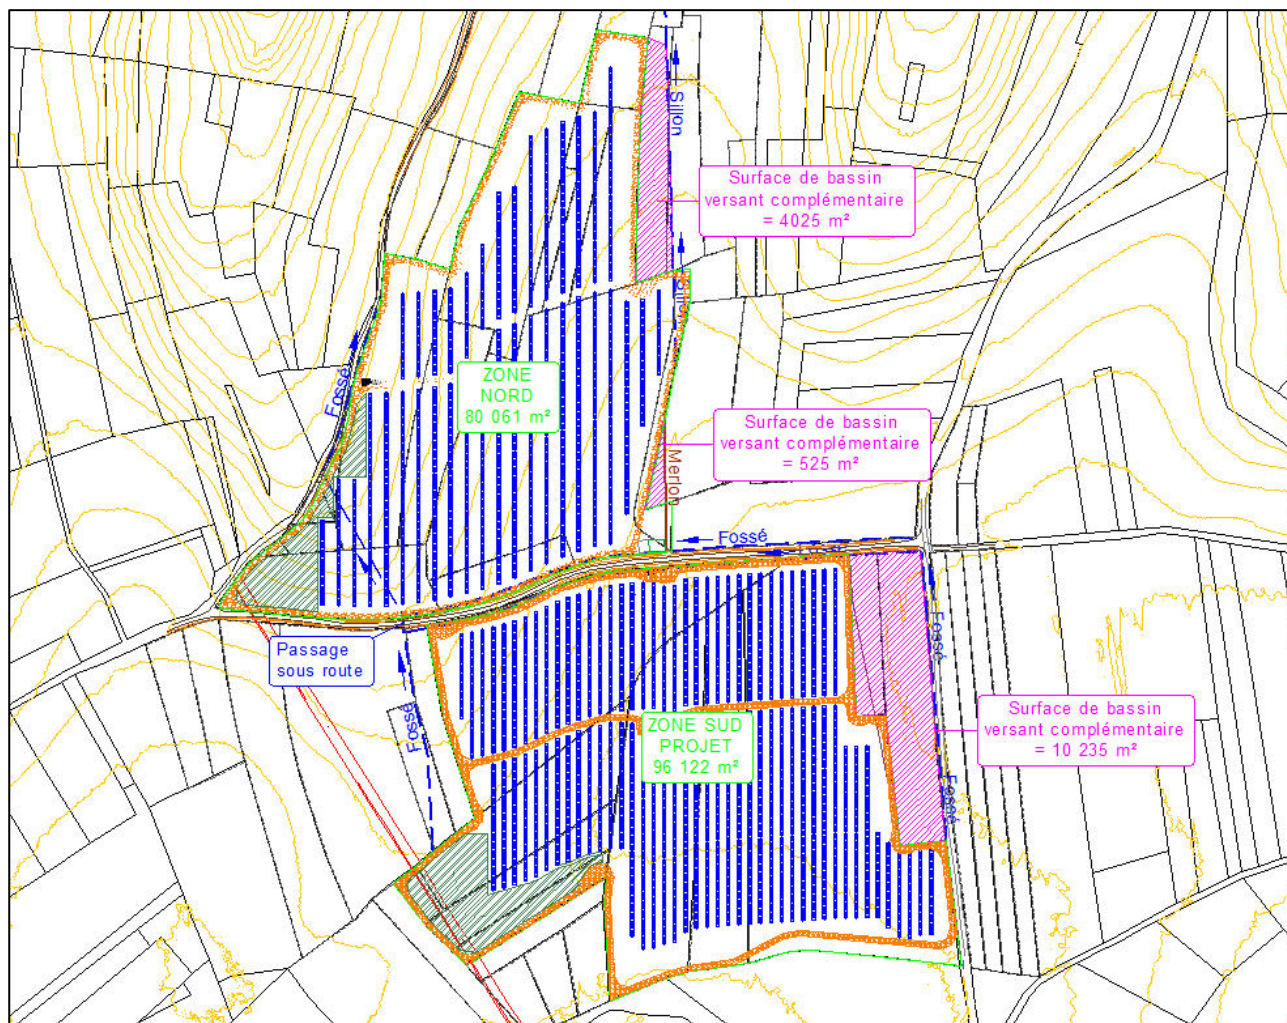 Sillon
Surface de bassin
versant complémentaire
= 4025 m²
Sillon
ZONE
NORD
80 061 m²
Fossé
Surface de bassin
versant complémentaire
= 525 m²
Merlon
Fossé
Passage
sous route
Fossé
Fossé
ZONE SUD
PROJET
96 122 m²
Surface de bassin
versant complémentaire
= 10 235 m²
Fossé